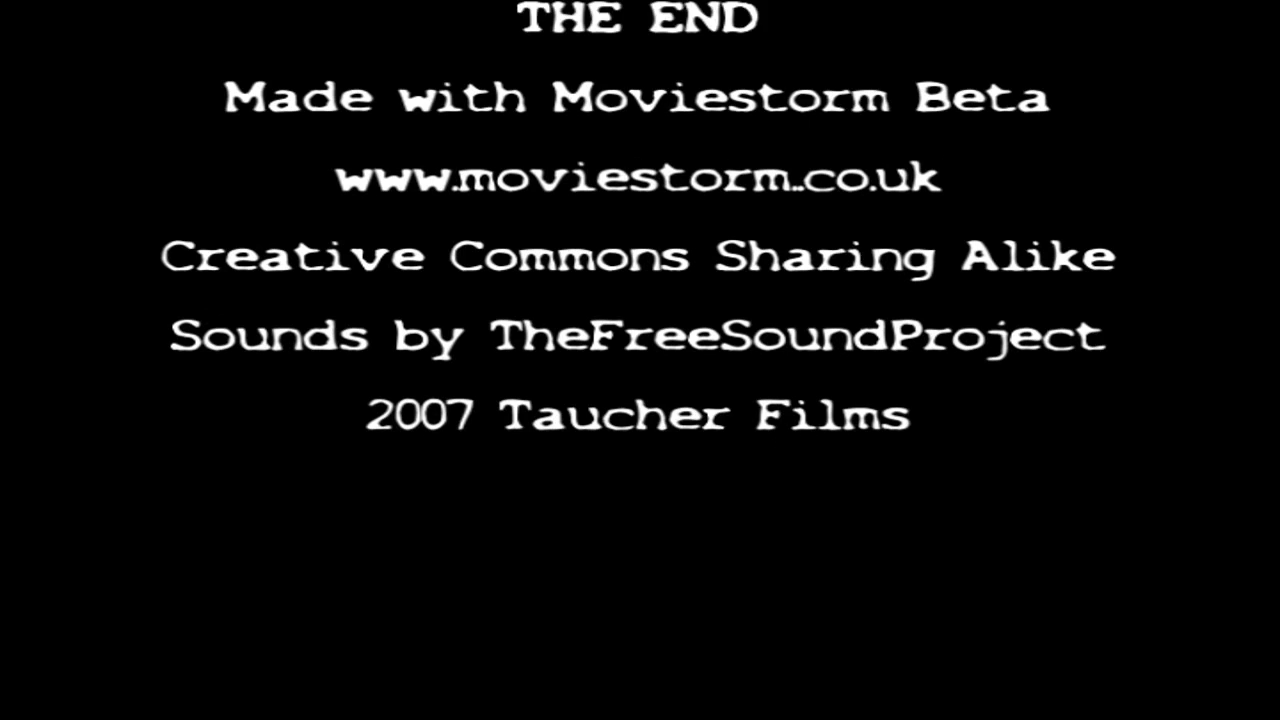 THE END
Made with Moviestorm Beta
www.moviestorm.co.uk
Creative Commons Sharing Alike
Sounds by TheFreeSoundProject
2007 Taucher Films